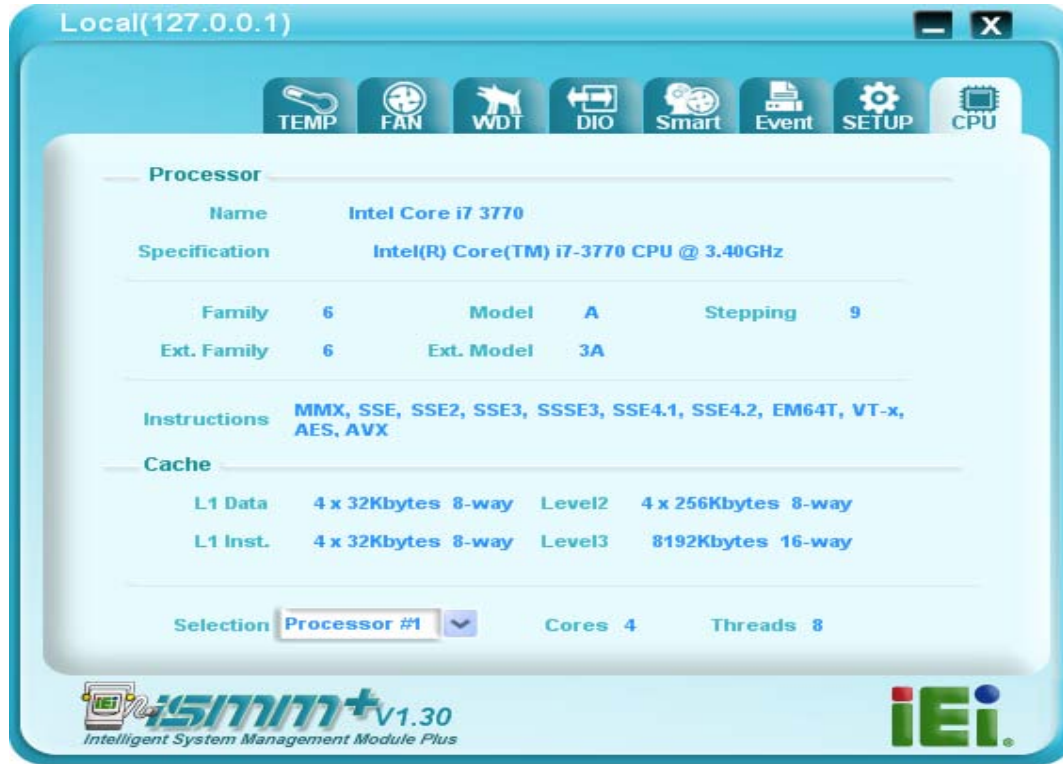 Local(127.0.0.1)
TEMP FAN WDT DIO Smart Event SETUP CPU
Processor
Name Intel Core i7 3770
Specification Intel(R) Core(TM) i7-3770 CPU @ 3.40GHz
Family 6 Model A Stepping 9
Ext. Family 6 Ext. Model 3A
Instructions MMX, SSE, SSE2, SSE3, SSSE3, SSE4.1, SSE4.2, EM64T, VT-x,
AES, AVX
Cache
L1 Data 4 x 32Kbytes 8-way Level2 4 x 256Kbytes 8-way
L1 Inst. 4 x 32Kbytes 8-way Level3 8192Kbytes 16-way
Selection Processor #1 Cores 4 Threads 8
iEi iSMM+ V1.30
Intelligent System Management Module Plus
iEi